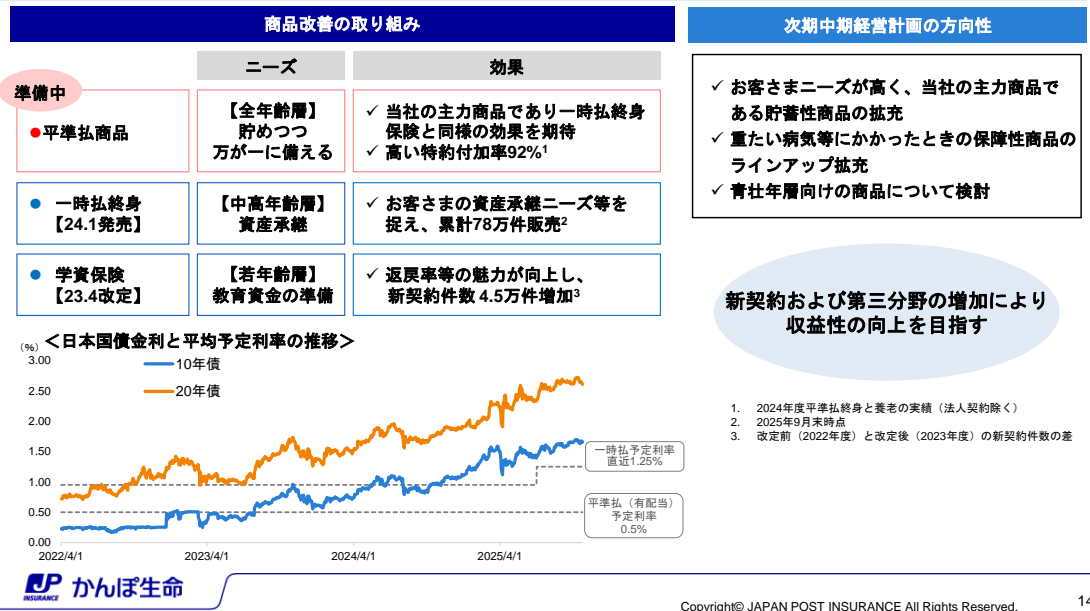 商品改善の取り組み
ニーズ
効果
準備中
●平準払商品
【全年齢層】
貯めつつ
万が一に備える
✓ 当社の主力商品であり一時払終身
保険と同様の効果を期待
✓ 高い特約付加率92%1
● 一時払終身
【24.1発売】
【中高年齢層】
資産承継
✓ お客さまの資産承継ニーズ等を
捉え、累計78万件販売2
● 学資保険
【23.4改定】
【若年齢層】
教育資金の準備
✓ 返戻率等の魅力が向上し、
新契約件数 4.5万件増加3
＜日本国債金利と平均予定利率の推移＞
（%）
3.00
2.50
2.00
1.50
1.00
0.50
0.00
10年債
20年債
一時払予定利率
直近1.25%
平準払（有配当）
予定利率
0.5%
2022/4/1
2023/4/1
2024/4/1
2025/4/1
次期中期経営計画の方向性
✓ お客さまニーズが高く、当社の主力商品で
ある貯蓄性商品の拡充
✓ 重たい病気等にかかったときの保障性商品の
ラインアップ拡充
✓ 青壮年層向けの商品について検討
新契約および第三分野の増加により
収益性の向上を目指す
1. 2024年度平準払終身と養老の実績（法人契約除く）
2. 2025年9月末時点
3. 改定前（2022年度）と改定後（2023年度）の新契約件数の差
JP INSURANCE かんぽ生命
Copyright© JAPAN POST INSURANCE All Rights Reserved.
14